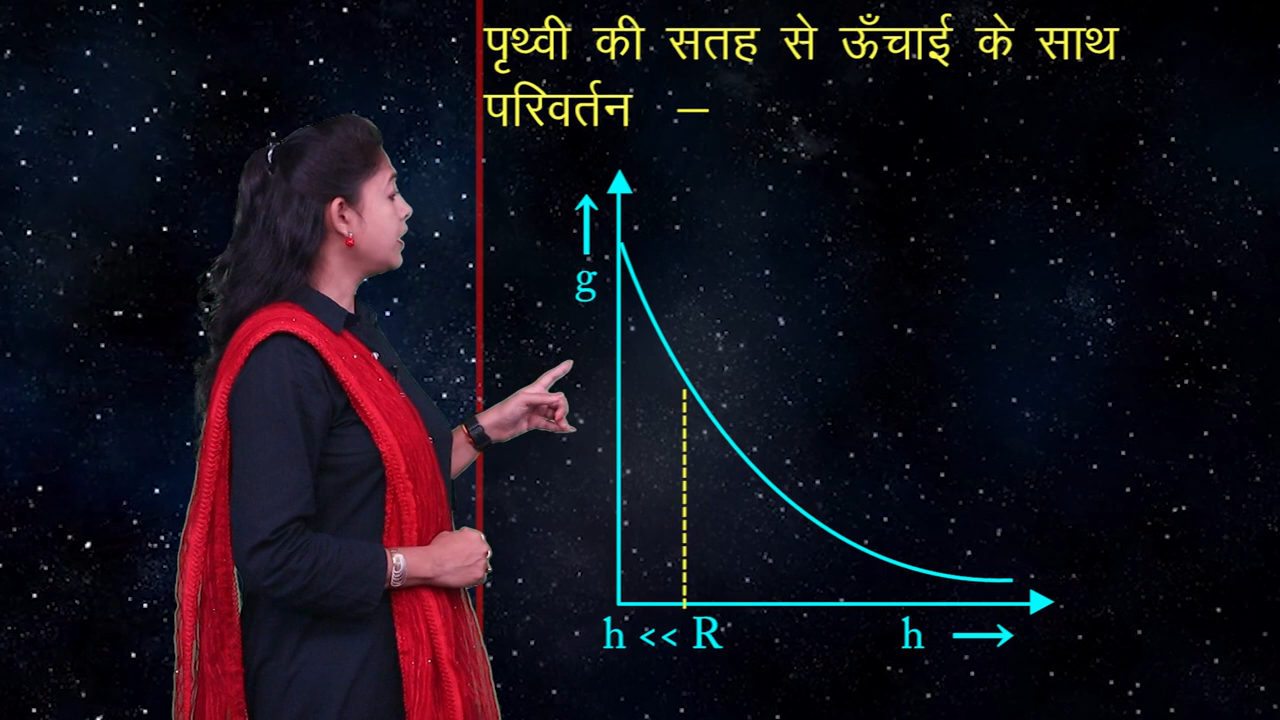 पृथ्वी की सतह से ऊँचाई के साथ
परिवर्तन –
g
h << R
h